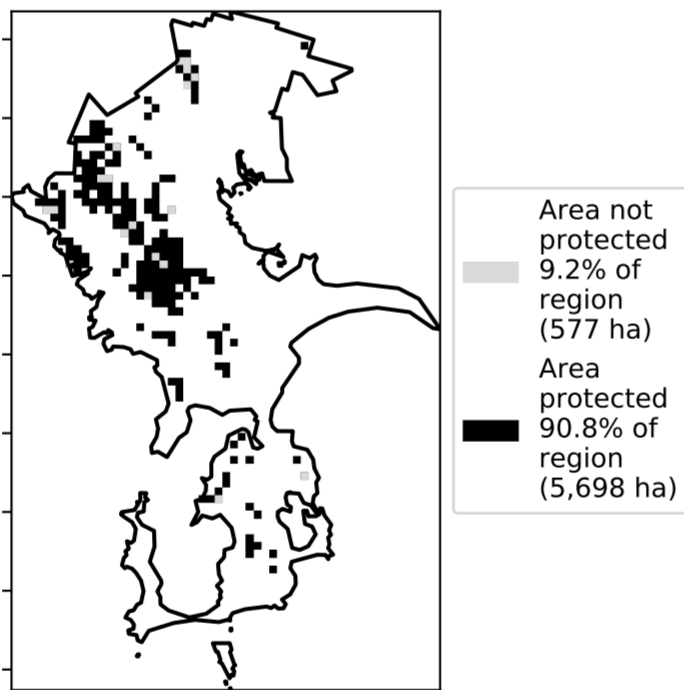 Area not
protected
9.2% of
region
(577 ha)
Area
protected
90.8% of
region
(5,698 ha)